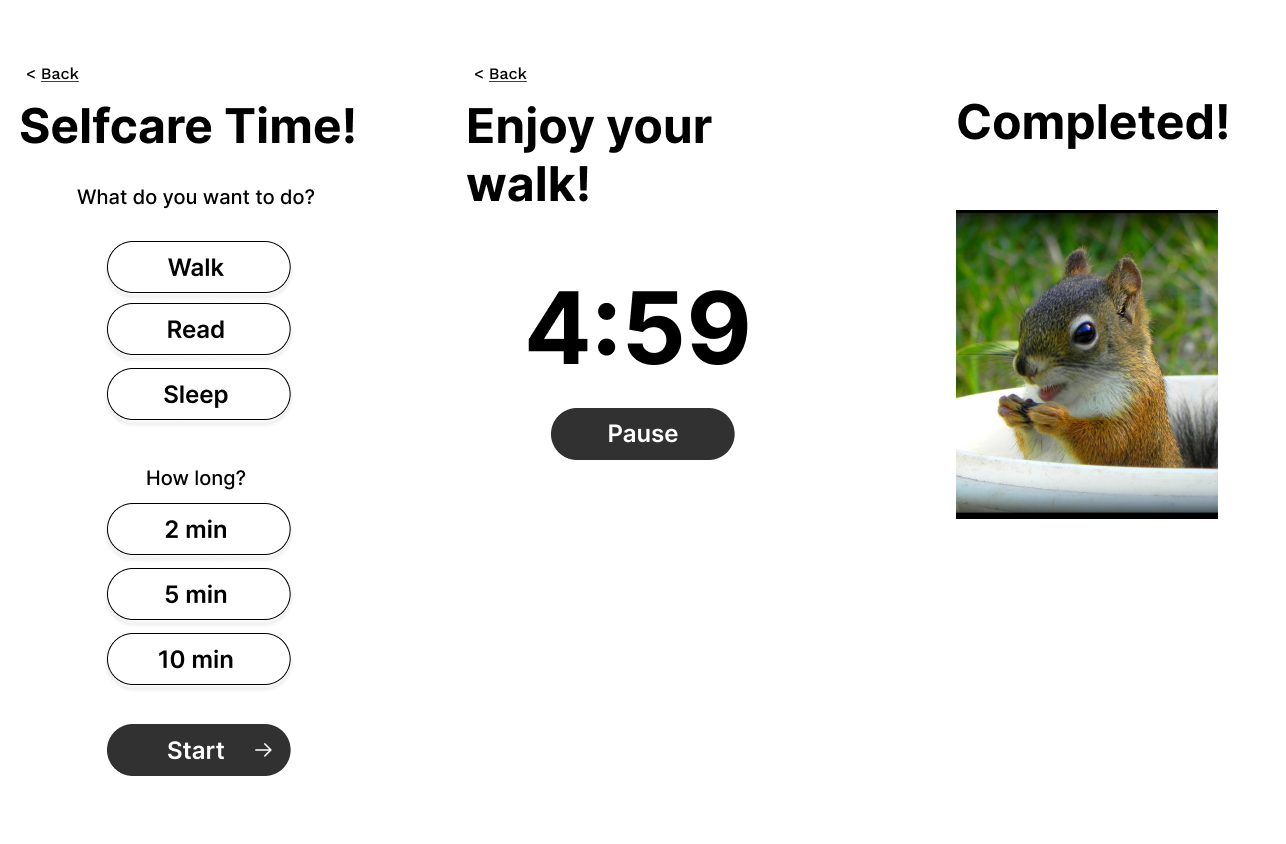 < Back
Selfcare Time!
What do you want to do?
Walk
Read
Sleep
How long?
2 min
5 min
10 min
Start →
< Back
Enjoy your
walk!
4:59
Pause
Completed!